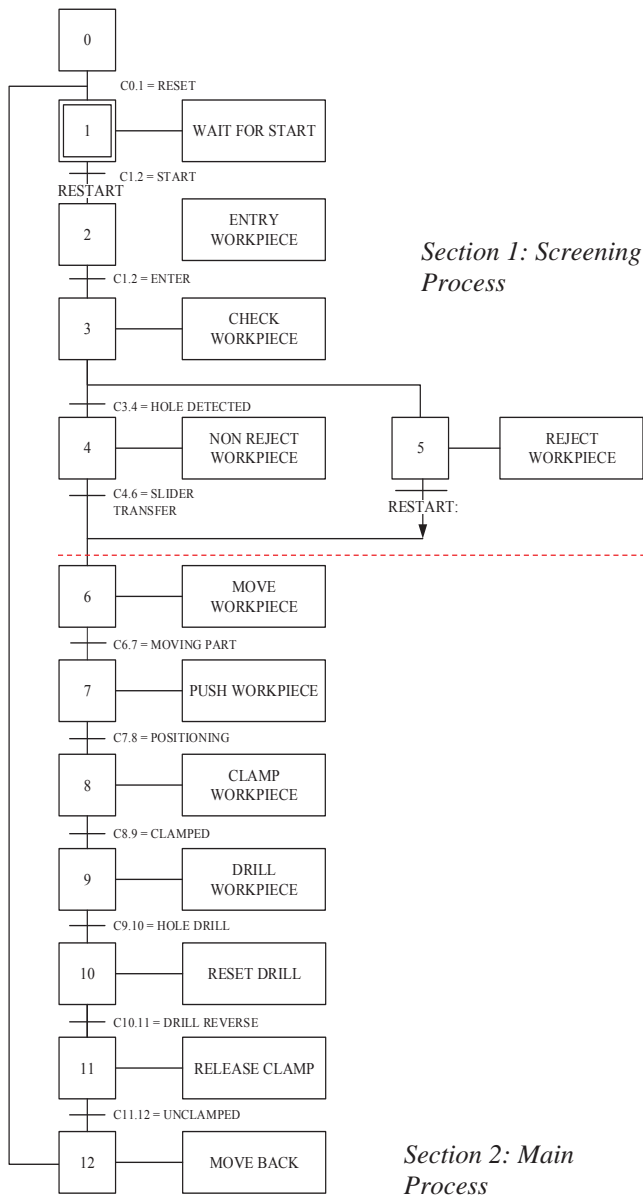 0
C0.1 = RESET
1
WAIT FOR START
C1.2 = START
RESTART
2
ENTRY
WORKPIECE
Section 1: Screening
Process
C1.2 = ENTER
3
CHECK
WORKPIECE
C3.4 = HOLE DETECTED
4
NON REJECT
WORKPIECE
5
REJECT
WORKPIECE
C4.6 = SLIDER
TRANSFER
RESTART:
6
MOVE
WORKPIECE
C6.7 = MOVING PART
7
PUSH WORKPIECE
C7.8 = POSITIONING
8
CLAMP
WORKPIECE
C8.9 = CLAMPED
9
DRILL
WORKPIECE
C9.10 = HOLE DRILL
10
RESET DRILL
C10.11 = DRILL REVERSE
11
RELEASE CLAMP
C11.12 = UNCLAMPED
12
MOVE BACK
Section 2: Main
Process